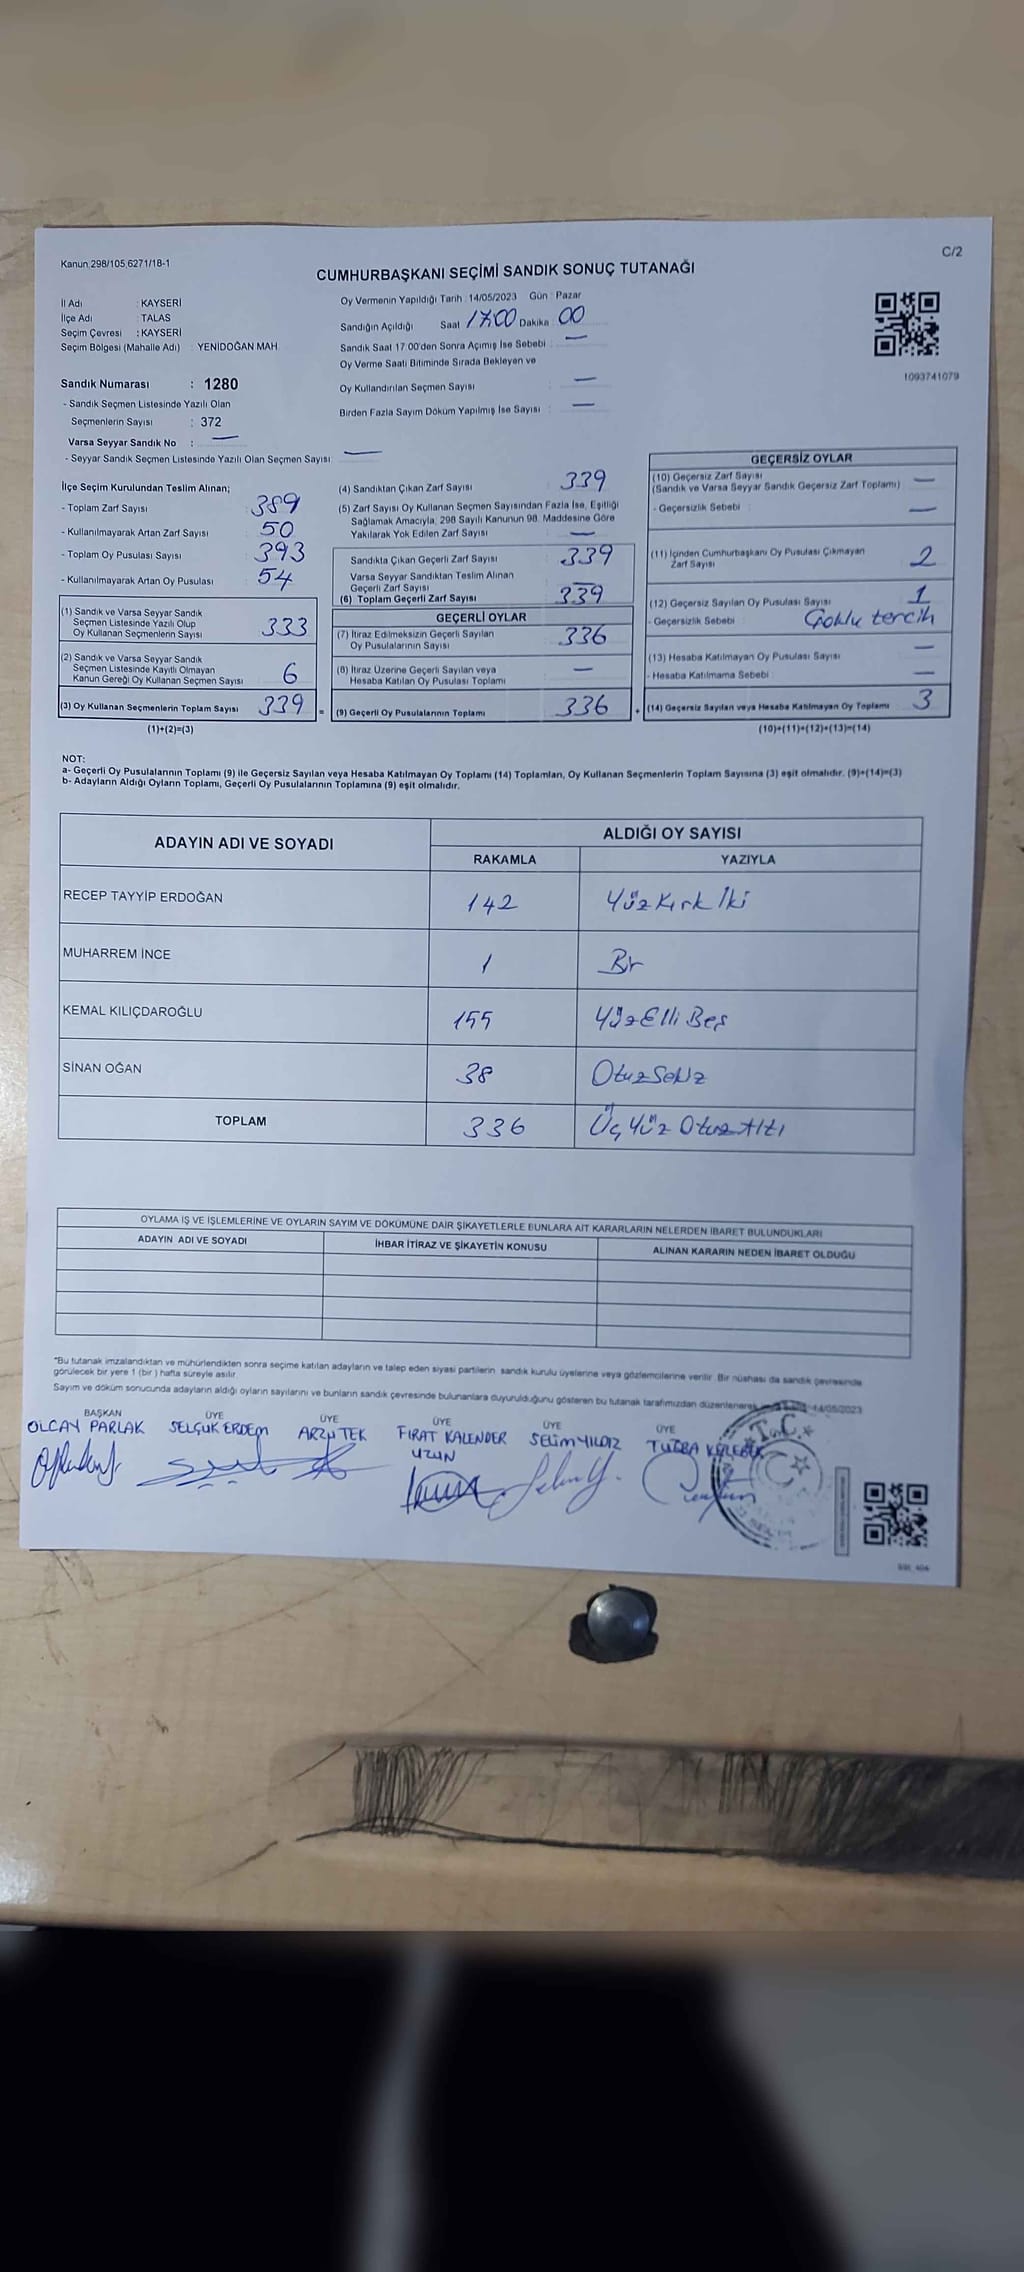 Kanun 298/105,6271/18-1
C/2
CUMHURBAŞKANI SEÇİMİ SANDIK SONUÇ TUTANAĞI
İl Adı : KAYSERİ
İlçe Adı : TALAS
Seçim Çevresi : KAYSERİ
Seçim Bölgesi (Mahalle Adı) : YENİDOĞAN MAH.
Sandık Numarası : 1280
- Sandık Seçmen Listesinde Yazılı Olan
Seçmenlerin Sayısı : 372
Varsa Seyyar Sandık No : —
- Seyyar Sandık Seçmen Listesinde Yazılı Olan Seçmen Sayısı : —
Oy Vermenin Yapıldığı Tarih : 14/05/2023 Gün : Pazar
Sandığın Açıldığı Saat 17:00 Dakika : 00
Sandık Saat 17.00'den Sonra Açımış İse Sebebi : —
Oy Verme Saati Bitiminde Sırada Bekleyen ve
Oy Kullandırılan Seçmen Sayısı —
Birden Fazla Sayım Döküm Yapılmış İse Sayısı : —
1093741079
İlçe Seçim Kurulundan Teslim Alınan;
- Toplam Zarf Sayısı : 389
- Kullanılmayarak Artan Zarf Sayısı : 50
- Toplam Oy Pusulası Sayısı : 393
- Kullanılmayarak Artan Oy Pusulası : 54
(1) Sandık ve Varsa Seyyar Sandık
Seçmen Listesinde Yazılı Olup
Oy Kullanan Seçmenlerin Sayısı 333
(2) Sandık ve Varsa Seyyar Sandık
Seçmen Listesinde Kayıtlı Olmayan
Kanun Gereği Oy Kullanan Seçmen Sayısı 6
(3) Oy Kullanan Seçmenlerin Toplam Sayısı 339 =
(1)+(2)=(3)
(4) Sandıktan Çıkan Zarf Sayısı 339
(5) Zarf Sayısı Oy Kullanan Seçmen Sayısından Fazla İse, Eşitliği
Sağlamak Amacıyla, 298 Sayılı Kanunun 98. Maddesine Göre
Yakılarak Yok Edilen Zarf Sayısı —
Sandıkta Çıkan Geçerli Zarf Sayısı 339
Varsa Seyyar Sandıktan Teslim Alınan
Geçerli Zarf Sayısı —
(6) Toplam Geçerli Zarf Sayısı 339
GEÇERLİ OYLAR
(7) İtiraz Edilmeksizin Geçerli Sayılan
Oy Pusulalarının Sayısı 336
(8) İtiraz Üzerine Geçerli Sayılan veya
Hesaba Katılan Oy Pusulası Toplamı —
(9) Geçerli Oy Pusulalarının Toplamı 336 +
GEÇERSİZ OYLAR
(10) Geçersiz Zarf Sayısı
(Sandık ve Varsa Seyyar Sandık Geçersiz Zarf Toplamı) —
- Geçersizlik Sebebi : —
(11) İçinden Cumhurbaşkanı Oy Pusulası Çıkmayan
Zarf Sayısı 2
(12) Geçersiz Sayılan Oy Pusulası Sayısı 1
- Geçersizlik Sebebi : Çoklu tercih
(13) Hesaba Katılmayan Oy Pusulası Sayısı —
- Hesaba Katılmama Sebebi : —
(14) Geçersiz Sayılan veya Hesaba Katılmayan Oy Toplamı 3
(10)+(11)+(12)+(13)=(14)
NOT:
a- Geçerli Oy Pusulalarının Toplamı (9) ile Geçersiz Sayılan veya Hesaba Katılmayan Oy Toplamı (14) Toplamları, Oy Kullanan Seçmenlerin Toplam Sayısına (3) eşit olmalıdır. (9)+(14)=(3)
b- Adayların Aldığı Oyların Toplamı, Geçerli Oy Pusulalarının Toplamına (9) eşit olmalıdır.
ADAYIN ADI VE SOYADI ALDIĞI OY SAYISI
RAKAMLA YAZIYLA
RECEP TAYYİP ERDOĞAN 142 Yüz Kırk İki
MUHARREM İNCE 1 Bir
KEMAL KILIÇDAROĞLU 155 Yüz Elli Beş
SİNAN OĞAN 38 Otuz Sekiz
TOPLAM 336 Üç Yüz Otuz Altı
OYLAMA İŞ VE İŞLEMLERİNE VE OYLARIN SAYIM VE DÖKÜMÜNE DAİR ŞİKAYETLERLE BUNLARA AİT KARARLARIN NELERDEN İBARET BULUNDUKLARI
ADAYIN ADI VE SOYADI İHBAR İTİRAZ VE ŞİKAYETİN KONUSU ALINAN KARARIN NEDEN İBARET OLDUĞU
*Bu tutanak imzalandıktan ve mühürlendikten sonra seçime katılan adayların ve talep eden siyasi partilerin sandık kurulu üyelerine veya gözlemcilerine verilir. Bir nüshası da sandık çevresinde
görülecek bir yere 1 (bir) hafta süreyle asılır.
Sayım ve döküm sonucunda adayların aldığı oyların sayılarını ve bunların sandık çevresinde bulunanlara duyurulduğunu gösteren bu tutanak tarafımızdan düzenlenerek 14/05/2023
BAŞKAN ÜYE ÜYE ÜYE ÜYE ÜYE
OLCAY PARLAK SELÇUK ERDEM ARZU TEK FIRAT KALENDER SELİM YILDIZ TUĞBA
UZUN
T.C.